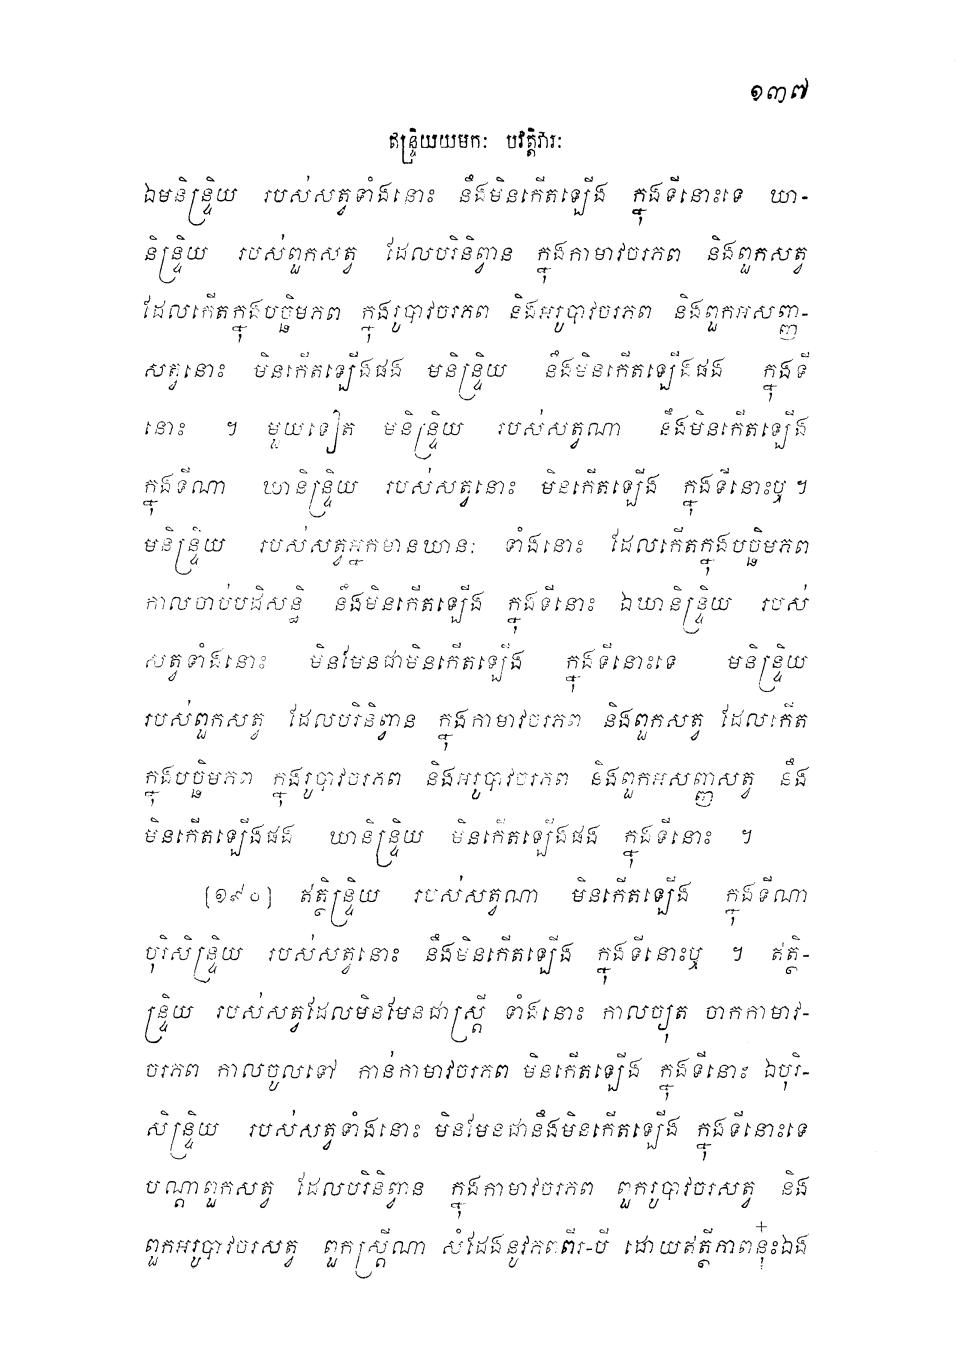 ១៣៧
ឥន្ទ្រិយយមកៈ បវត្តិវារៈ
ឯមនិន្ទ្រិយ របស់សត្វទាំងនោះ នឹងមិនកើតឡើង ក្នុងទីនោះទេ ឃា-
និន្ទ្រិយ របស់ពួកសត្វ ដែលបរិនិព្វាន ក្នុងកាមាវចរភព និងពួកសត្វ
ដែលកើតក្នុងបច្ឆិមភព ក្នុងរូបាវចរភព និងអរូបាវចរភព និងពួកអសញ្ញ-
សត្វនោះ មិនកើតឡើងផង មនិន្ទ្រិយ នឹងមិនកើតឡើងផង ក្នុងទី
នោះ ។ មួយទៀត មនិន្ទ្រិយ របស់សត្វណា នឹងមិនកើតឡើង
ក្នុងទីណា ឃានិន្ទ្រិយ របស់សត្វនោះ មិនកើតឡើង ក្នុងទីនោះឬ ។
មនិន្ទ្រិយ របស់សត្វអ្នកមានឃានៈ ទាំងនោះ ដែលកើតក្នុងបច្ឆិមភព
កាលចាប់បដិសន្ធិ នឹងមិនកើតឡើង ក្នុងទីនោះ ឯឃានិន្ទ្រិយ របស់
សត្វទាំងនោះ មិនមែនជាមិនកើតឡើង ក្នុងទីនោះទេ មនិន្ទ្រិយ
របស់ពួកសត្វ ដែលបរិនិព្វាន ក្នុងកាមាវចរភព និងពួកសត្វ ដែលកើត
ក្នុងបច្ឆិមភព ក្នុងរូបាវចរភព និងអរូបាវចរភព និងពួកអសញ្ញសត្វ នឹង
មិនកើតឡើងផង ឃានិន្ទ្រិយ មិនកើតឡើងផង ក្នុងទីនោះ ។
[១៩០] ឥត្ថិន្ទ្រិយ របស់សត្វណា មិនកើតឡើង ក្នុងទីណា
បុរិសិន្ទ្រិយ របស់សត្វនោះ នឹងមិនកើតឡើង ក្នុងទីនោះឬ ។ ឥត្ថិ-
ន្ទ្រិយ របស់សត្វដែលមិនមែនជាស្ត្រី ទាំងនោះ កាលច្យុត ចាកកាមាវ-
ចរភព កាលចូលទៅ កាន់កាមាវចរភព មិនកើតឡើង ក្នុងទីនោះ ឯបុរិ-
សិន្ទ្រិយ របស់សត្វទាំងនោះ មិនមែនជានឹងមិនកើតឡើង ក្នុងទីនោះទេ
បណ្តាពួកសត្វ ដែលបរិនិព្វាន ក្នុងកាមាវចរភព ពួករូបាវចរសត្វ និង
ពួកអរូបាវចរសត្វ ពួកស្ត្រីណា សំដែងនូវភពពីរ-បី ដោយឥត្ថីភាពនុ៎ះឯង